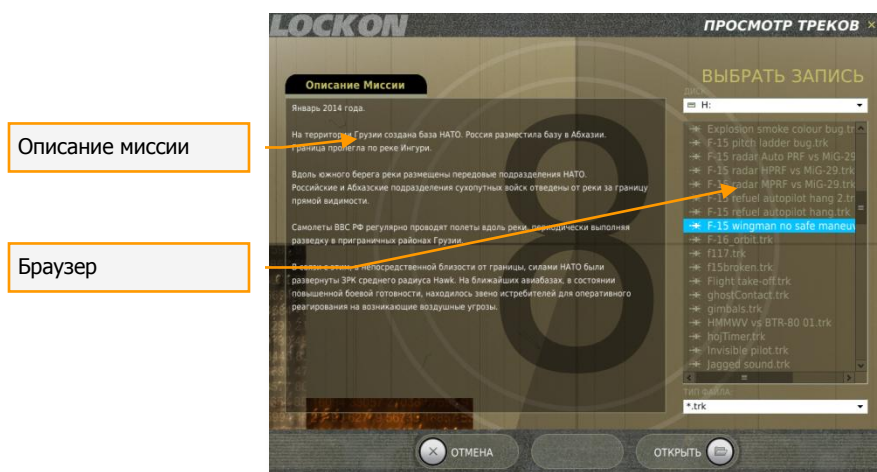 LOCKON
ПРОСМОТР ТРЕКОВ ×
ВЫБРАТЬ ЗАПИСЬ
Описание Миссии
ДИСК:
H:
Январь 2014 года.
На территории Грузии создана база НАТО. Россия разместила базу в Абхазии.
Граница пролегла по реке Ингури.
Вдоль южного берега реки размещены передовые подразделения НАТО.
Российские и Абхазские подразделения сухопутных войск отведены от реки за границу
прямой видимости.
Самолеты ВВС РФ регулярно проводят полеты вдоль реки, периодически выполняя
разведку в приграничных районах Грузии.
В связи с этим, в непосредственной близости от границы, силами НАТО были
развернуты ЗРК среднего радиуса Hawk. На ближайших авиабазах, в состоянии
повышенной боевой готовности, находилось звено истребителей для оперативного
реагирования на возникающие воздушные угрозы.
Описание миссии
Браузер
Explosion smoke colour bug.tr
F-15 pitch ladder bug.trk
F-15 radar Auto PRF vs MiG-29
F-15 radar HPRF vs MiG-29.trk
F-15 radar MPRF vs MiG-29.trk
F-15 refuel autopilot hang 2.tr
F-15 refuel autopilot hang.trk
F-15 wingman no safe maneuv
F-16_orbit.trk
f117.trk
f15broken.trk
Flight take-off.trk
ghostContact.trk
gimbals.trk
HMMWV vs BTR-80 01.trk
hojTimer.trk
Invisible pilot.trk
Jagged sound.trk
ТИП ФАЙЛА:
*.trk
8
ОТМЕНА
ОТКРЫТЬ